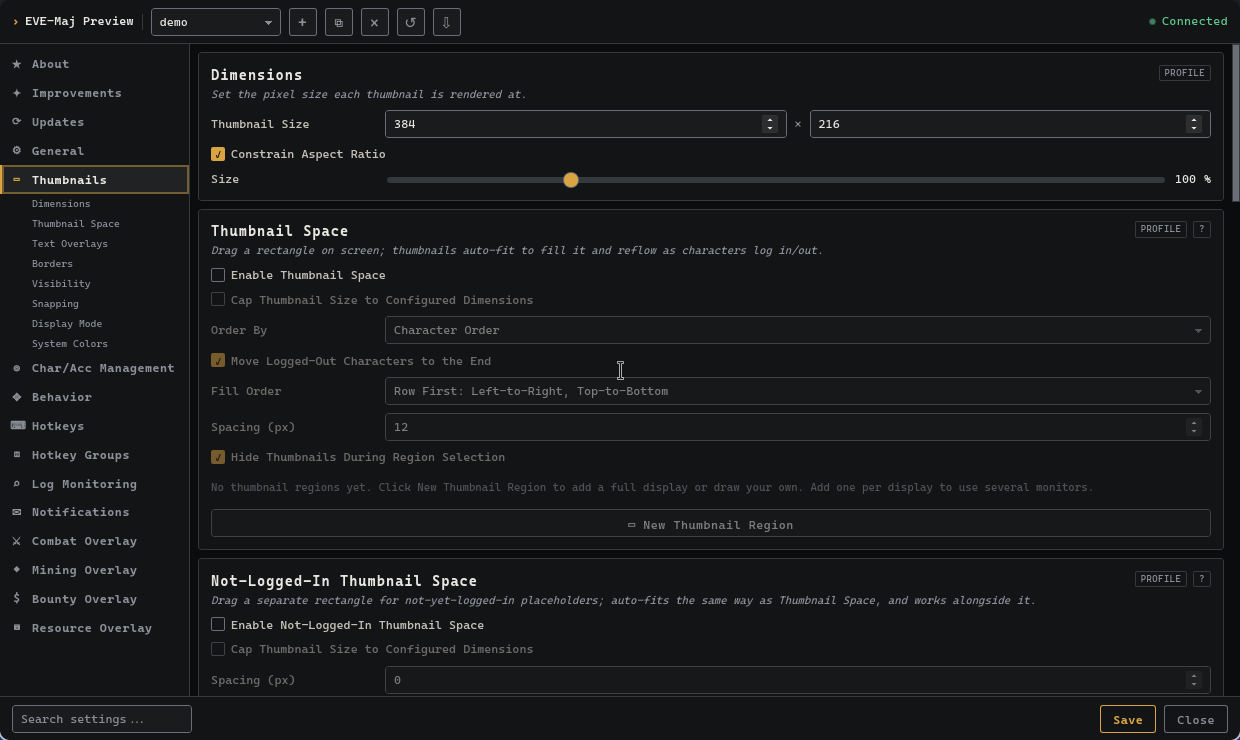 › EVE-Maj Preview
demo
Connected
About
Improvements
Updates
General
Thumbnails
Dimensions
Thumbnail Space
Text Overlays
Borders
Visibility
Snapping
Display Mode
System Colors
Char/Acc Management
Behavior
Hotkeys
Hotkey Groups
Log Monitoring
Notifications
Combat Overlay
Mining Overlay
Bounty Overlay
Resource Overlay
Dimensions
PROFILE
Set the pixel size each thumbnail is rendered at.
Thumbnail Size 384 × 216
Constrain Aspect Ratio
Size 100 %
Thumbnail Space
PROFILE ?
Drag a rectangle on screen; thumbnails auto-fit to fill it and reflow as characters log in/out.
Enable Thumbnail Space
Cap Thumbnail Size to Configured Dimensions
Order By Character Order
Move Logged-Out Characters to the End
Fill Order Row First: Left-to-Right, Top-to-Bottom
Spacing (px) 12
Hide Thumbnails During Region Selection
No thumbnail regions yet. Click New Thumbnail Region to add a full display or draw your own. Add one per display to use several monitors.
New Thumbnail Region
Not-Logged-In Thumbnail Space
PROFILE ?
Drag a separate rectangle for not-yet-logged-in placeholders; auto-fits the same way as Thumbnail Space, and works alongside it.
Enable Not-Logged-In Thumbnail Space
Cap Thumbnail Size to Configured Dimensions
Spacing (px) 0
Search settings...
Save
Close